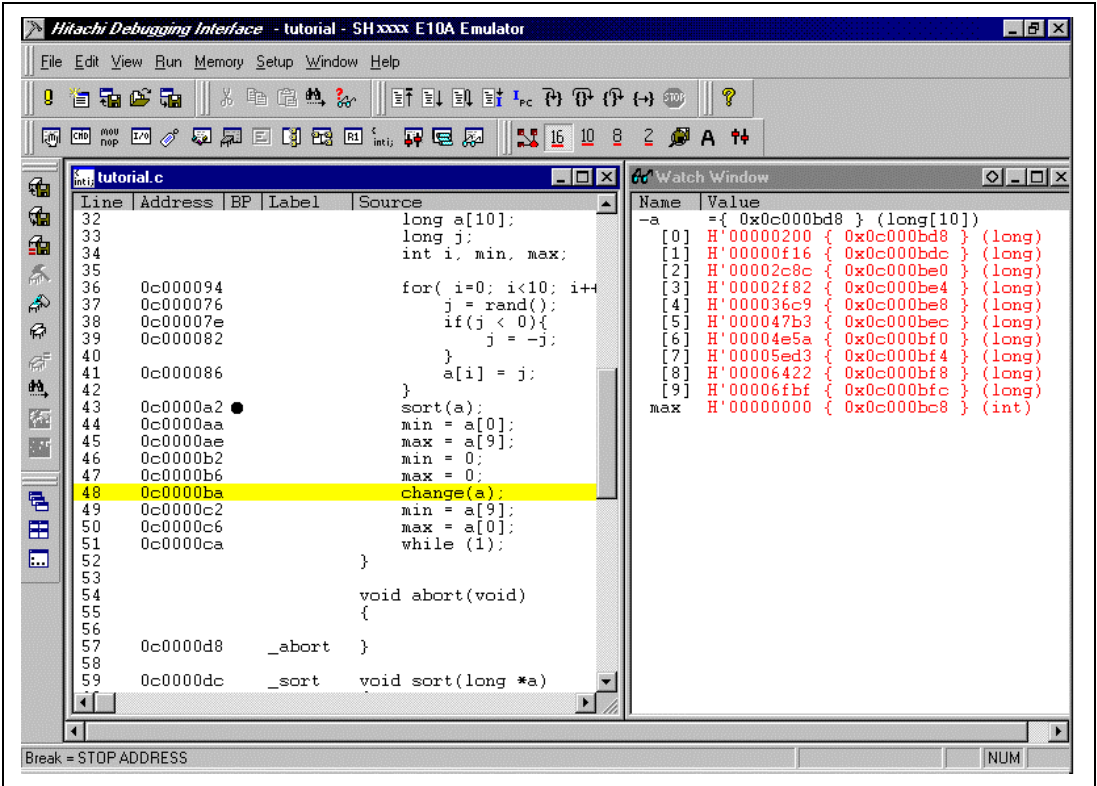 Hitachi Debugging Interface - tutorial - SHxxxx E10A Emulator
File Edit View Run Memory Setup Window Help
PC
STOP
?
CMD mov nop I/O R1 { inti; 16 10 8 2 A
tutorial.c
Line Address BP Label Source
32 long a[10];
33 long j;
34 int i, min, max;
35
36 0c000094 for( i=0; i<10; i++
37 0c000076 j = rand();
38 0c00007e if(j < 0){
39 0c000082 j = -j;
40 }
41 0c000086 a[i] = j;
42 }
43 0c0000a2 ● sort(a);
44 0c0000aa min = a[0];
45 0c0000ae max = a[9];
46 0c0000b2 min = 0;
47 0c0000b6 max = 0;
48 0c0000ba change(a);
49 0c0000c2 min = a[9];
50 0c0000c6 max = a[0];
51 0c0000ca while (1);
52 }
53
54 void abort(void)
55 {
56
57 0c0000d8 _abort }
58
59 0c0000dc _sort void sort(long *a)
Watch Window
Name Value
-a ={ 0x0c000bd8 } (long[10])
[0] H'00000200 { 0x0c000bd8 } (long)
[1] H'00000f16 { 0x0c000bdc } (long)
[2] H'00002c8c { 0x0c000be0 } (long)
[3] H'00002f82 { 0x0c000be4 } (long)
[4] H'000036c9 { 0x0c000be8 } (long)
[5] H'000047b3 { 0x0c000bec } (long)
[6] H'00004e5a { 0x0c000bf0 } (long)
[7] H'00005ed3 { 0x0c000bf4 } (long)
[8] H'00006422 { 0x0c000bf8 } (long)
[9] H'00006fbf { 0x0c000bfc } (long)
max H'00000000 { 0x0c000bc8 } (int)
Break = STOP ADDRESS
NUM